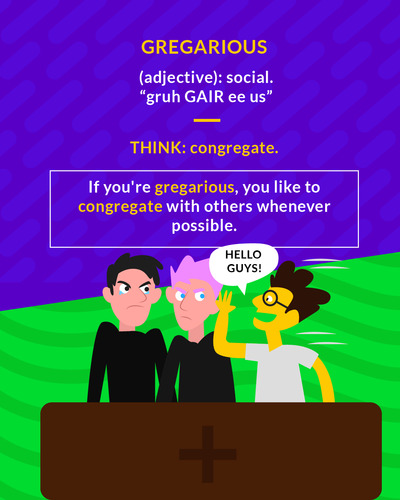 GREGARIOUS
(adjective): social.
“gruh GAIR ee us”
THINK: congregate.
If you're gregarious, you like to
congregate with others whenever
possible.
HELLO
GUYS!